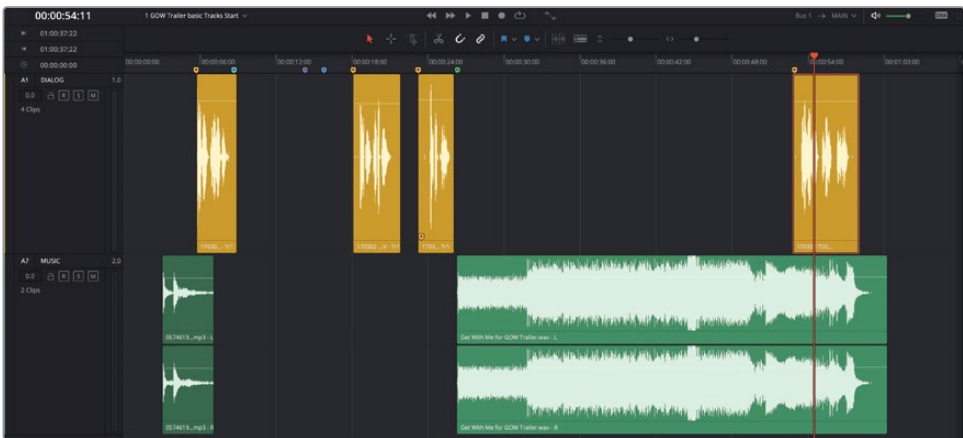 00:00:54:11
1 GOW Trailer basic Tracks Start
Bus 1 → MAIN
DIM
01:00:37:22
01:00:37:22
00:00:00:00
00:00:00:00 00:00:06:00 00:00:12:00 00:00:18:00 00:00:24:00 00:00:30:00 00:00:36:00 00:00:42:00 00:00:48:00 00:00:54:00 00:01:00:00
A1 DIALOG 1.0
0.0 R S M
4 Clips
A7 MUSIC 2.0
0.0 R S M
2 Clips
0574619...mp3 - L
Get With Me for GOW Trailer.wav - L
0574619...mp3 - R
Get With Me for GOW Trailer.wav - R